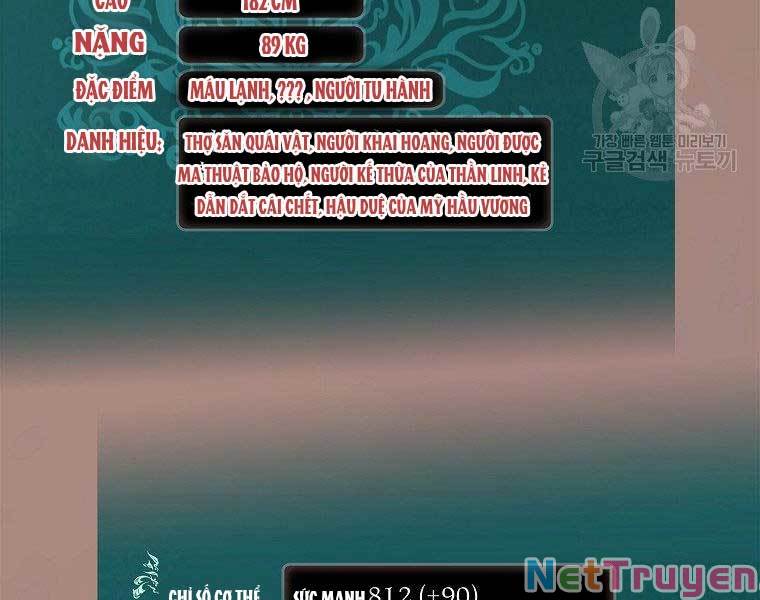 CAO 182 CM
NẶNG 89 KG
ĐẶC ĐIỂM MÁU LẠNH, ???, NGƯỜI TU HÀNH
DANH HIỆU: THỢ SĂN QUÁI VẬT, NGƯỜI KHAI HOANG, NGƯỜI ĐƯỢC
MA THUẬT BẢO HỘ, NGƯỜI KẾ THỪA CỦA THẦN LINH, KẺ
DẪN DẮT CÁI CHẾT, HẬU DUỆ CỦA MỸ HẦU VƯƠNG
가장 빠른 웹툰 미리보기
구글검색 뉴토끼
CHỈ SỐ CƠ THỂ SỨC MẠNH 812 (+90)
NetTruyen